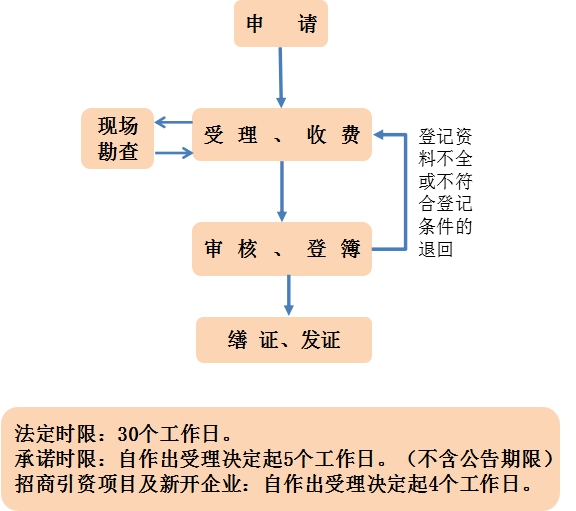 申 请
现场
勘查
受 理 、 收 费
登记资
料不全
或不符
合登记
条件的
退回
审 核 、 登 簿
缮 证、发证
法定时限：30个工作日。
承诺时限：自作出受理决定起5个工作日。（不含公告期限）
招商引资项目及新开企业：自作出受理决定起4个工作日。